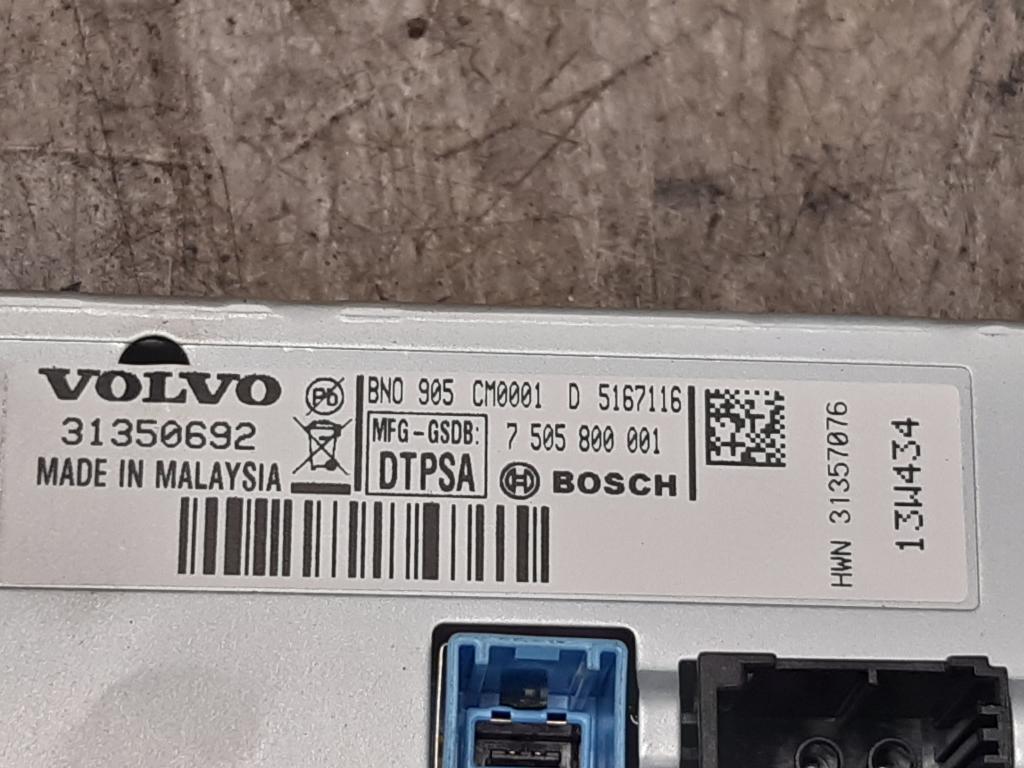 VOLVO
31350692
MADE IN MALAYSIA
Pb
BNO 905 CM0001 D 5167116
MFG-GSDB:
DTPSA
7 505 800 001
BOSCH
HWN 31357076
13W434